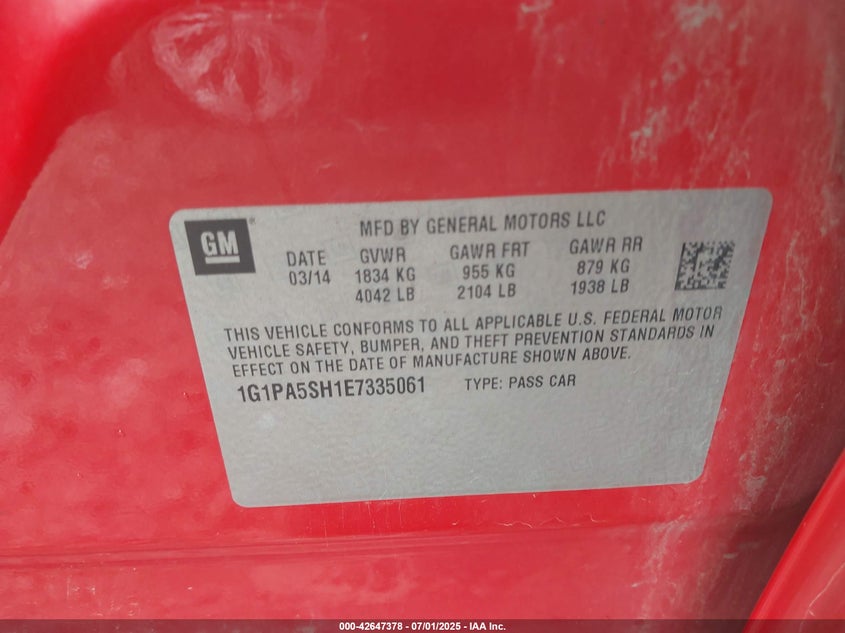 MFD BY GENERAL MOTORS LLC
GM®
DATE GVWR GAWR FRT GAWR RR
03/14 1834 KG 955 KG 879 KG
4042 LB 2104 LB 1938 LB
THIS VEHICLE CONFORMS TO ALL APPLICABLE U.S. FEDERAL MOTOR
VEHICLE SAFETY, BUMPER, AND THEFT PREVENTION STANDARDS IN
EFFECT ON THE DATE OF MANUFACTURE SHOWN ABOVE.
1G1PA5SH1E7335061 TYPE: PASS CAR
000-42647378 - 07/01/2025 - IAA Inc.